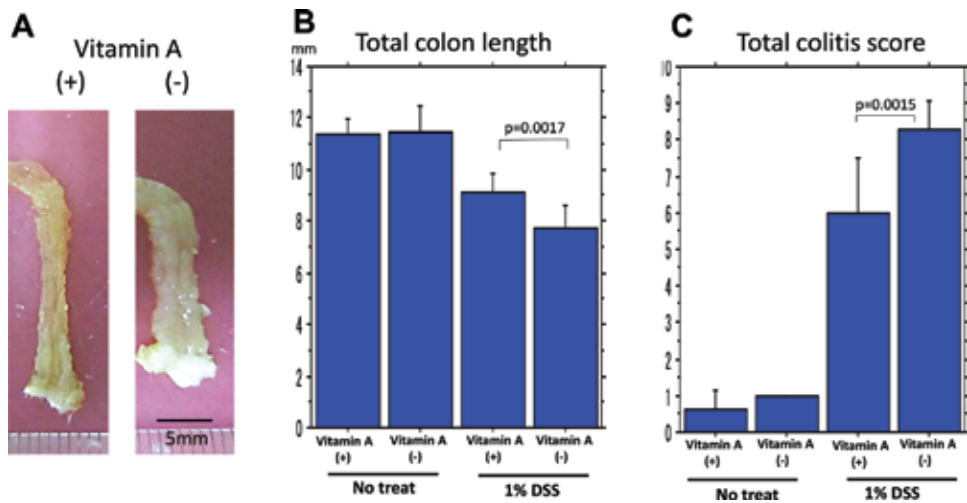 A
Vitamin A
(+) (-)
5mm
B
Total colon length
mm
14
12
10
8
6
4
2
0
p=0.0017
Vitamin A Vitamin A Vitamin A Vitamin A
(+) (-) (+) (-)
No treat 1% DSS
C
Total colitis score
10
9
8
7
6
5
4
3
2
1
0
p=0.0015
Vitamin A Vitamin A Vitamin A Vitamin A
(+) (-) (+) (-)
No treat 1% DSS